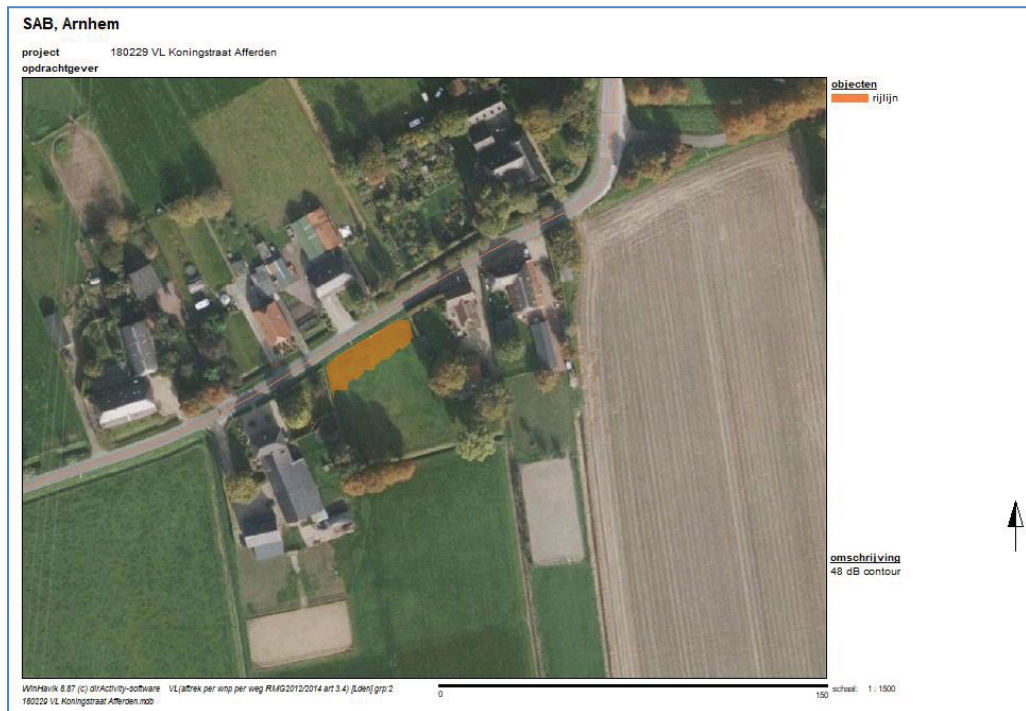 SAB, Arnhem
project 180229 VL Koningstraat Afferden
opdrachtgever
objecten
rijlijn
omschrijving
48 dB contour
WinHavik 8.87 (c) dirActivity-software VL(aftrek per wnp per weg RMG2012/2014 art 3.4) [Lden] grp:2
180229 VL Koningstraat Afferden.mdb
0 150 schaal: 1 : 1500